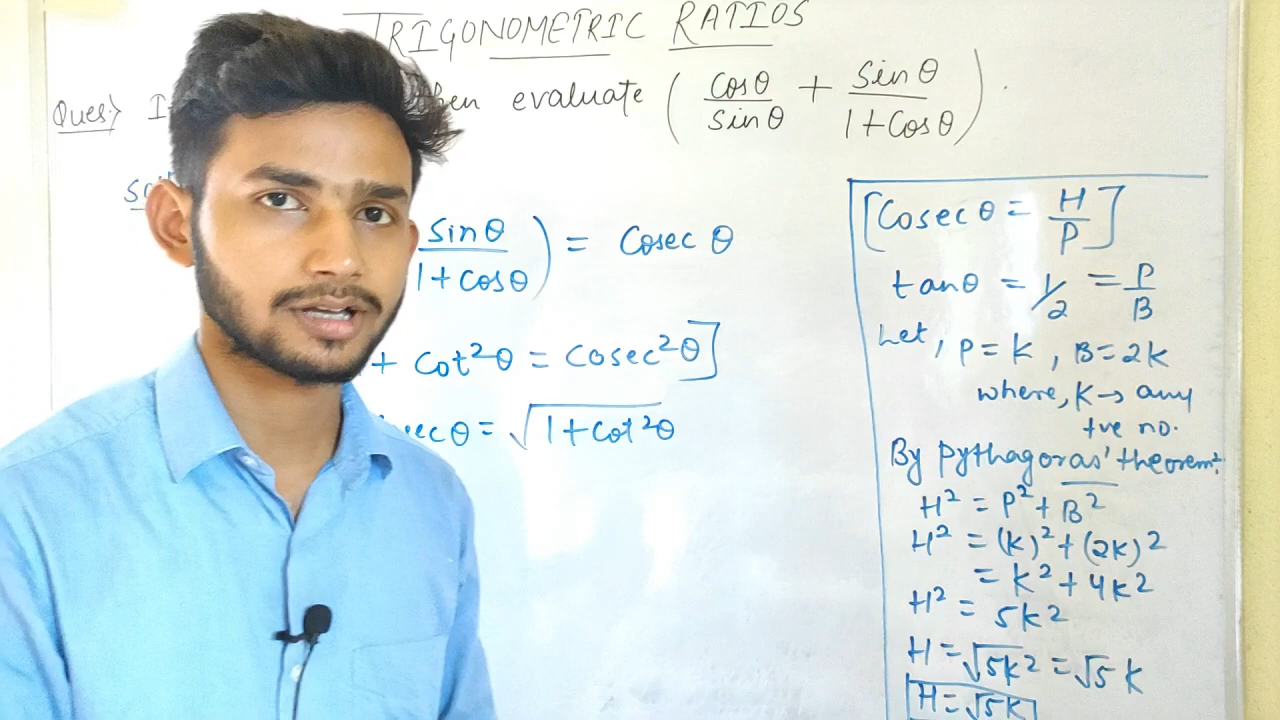 TRIGONOMETRIC RATIOS
Ques:> I then evaluate ( cosθ/sinθ + sinθ/1+cosθ ).
sinθ/1+cosθ ) = Cosec θ
+ cot²θ = cosec²θ]
ecθ = √1+cot²θ
[Cosec θ = H/P]
tanθ = 1/2 = P/B
Let, P = K, B = 2K
where, K → any
+ve no.
By pythagoras' theorem:
H² = P² + B²
H² = (K)² + (2K)²
= K² + 4K²
H² = 5K²
H = √5K² = √5 K
H = √5K